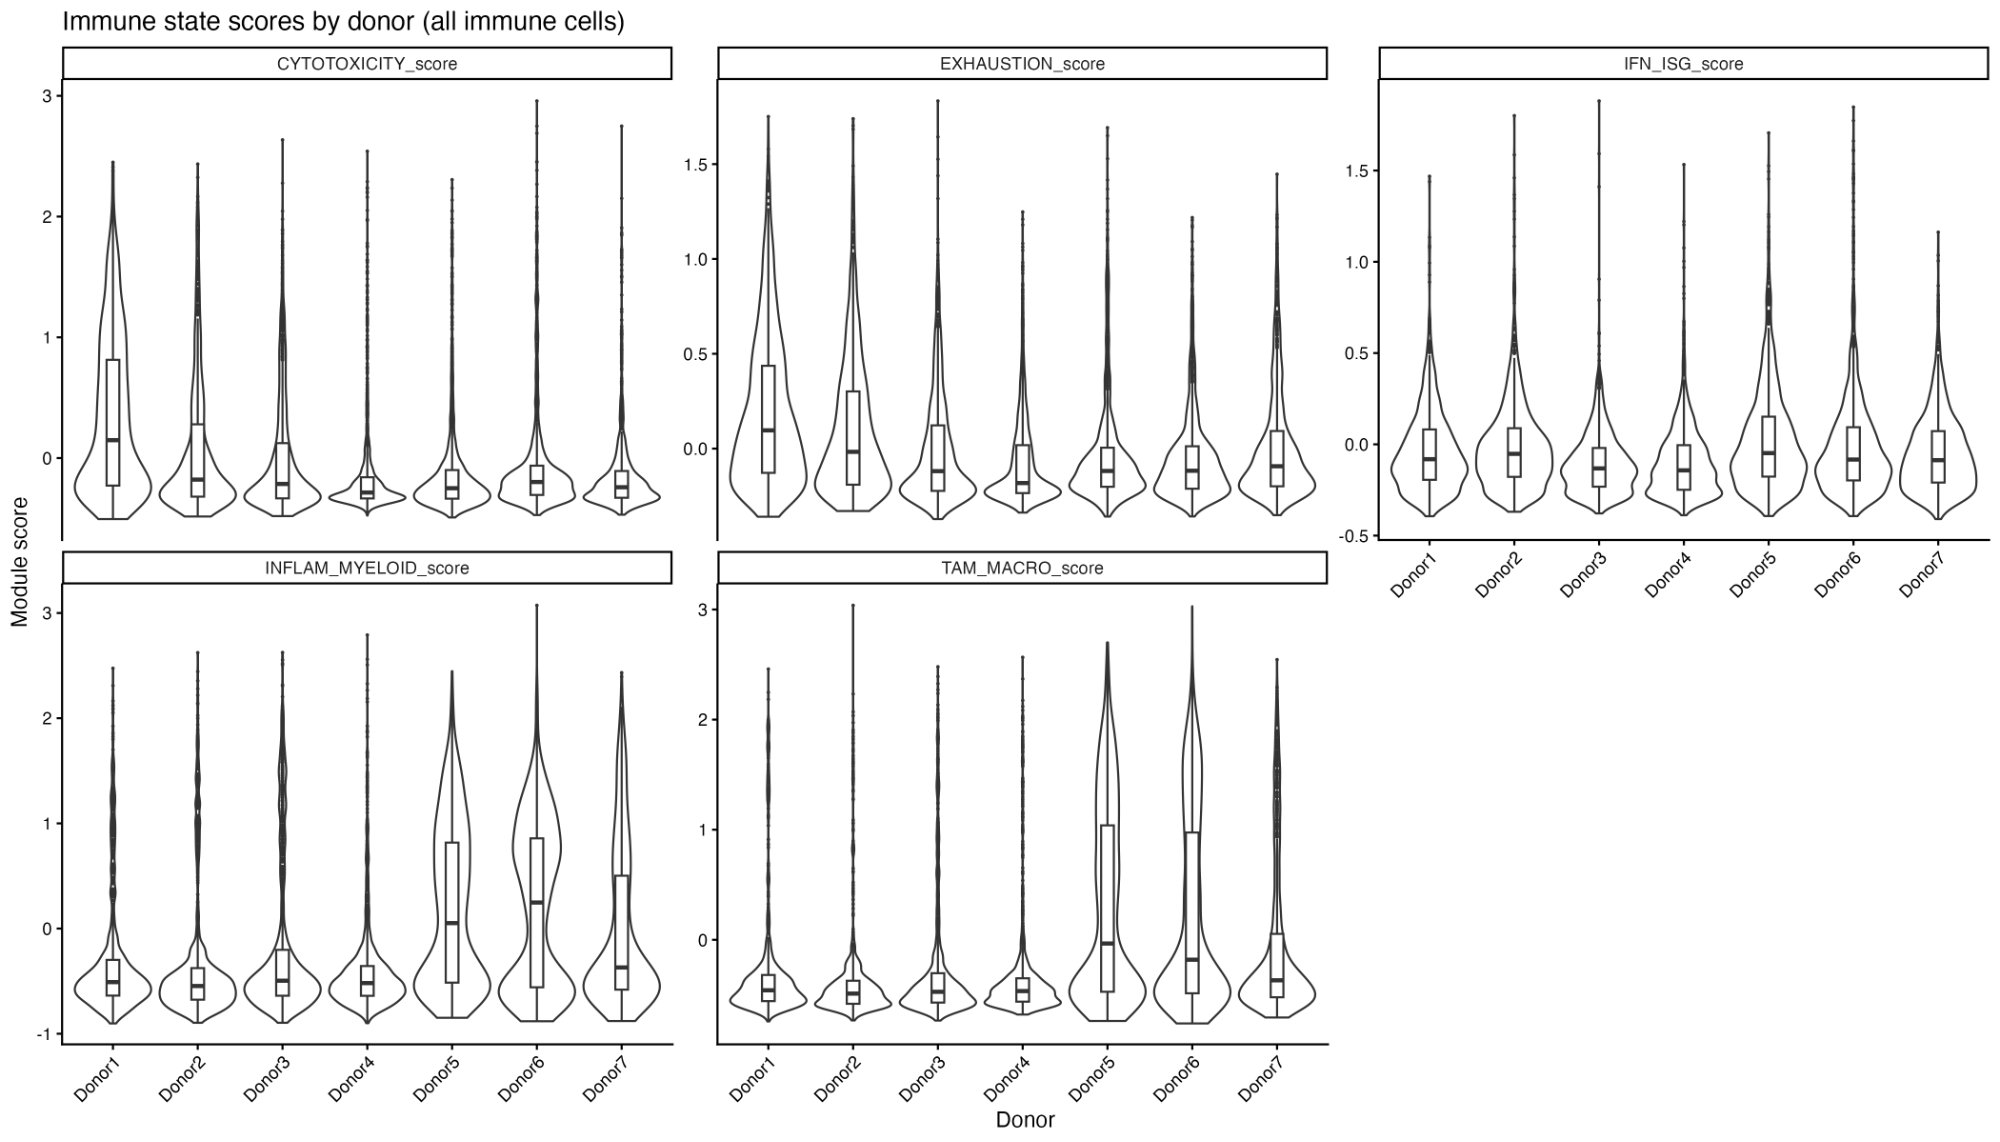 Immune state scores by donor (all immune cells)
CYTOTOXICITY_score
EXHAUSTION_score
IFN_ISG_score
3
2
1
0
1.5
1.0
0.5
0.0
1.5
1.0
0.5
0.0
-0.5
Donor1
Donor2
Donor3
Donor4
Donor5
Donor6
Donor7
Module score
INFLAM_MYELOID_score
TAM_MACRO_score
3
2
1
0
-1
3
2
1
0
Donor1
Donor2
Donor3
Donor4
Donor5
Donor6
Donor7
Donor1
Donor2
Donor3
Donor4
Donor5
Donor6
Donor7
Donor